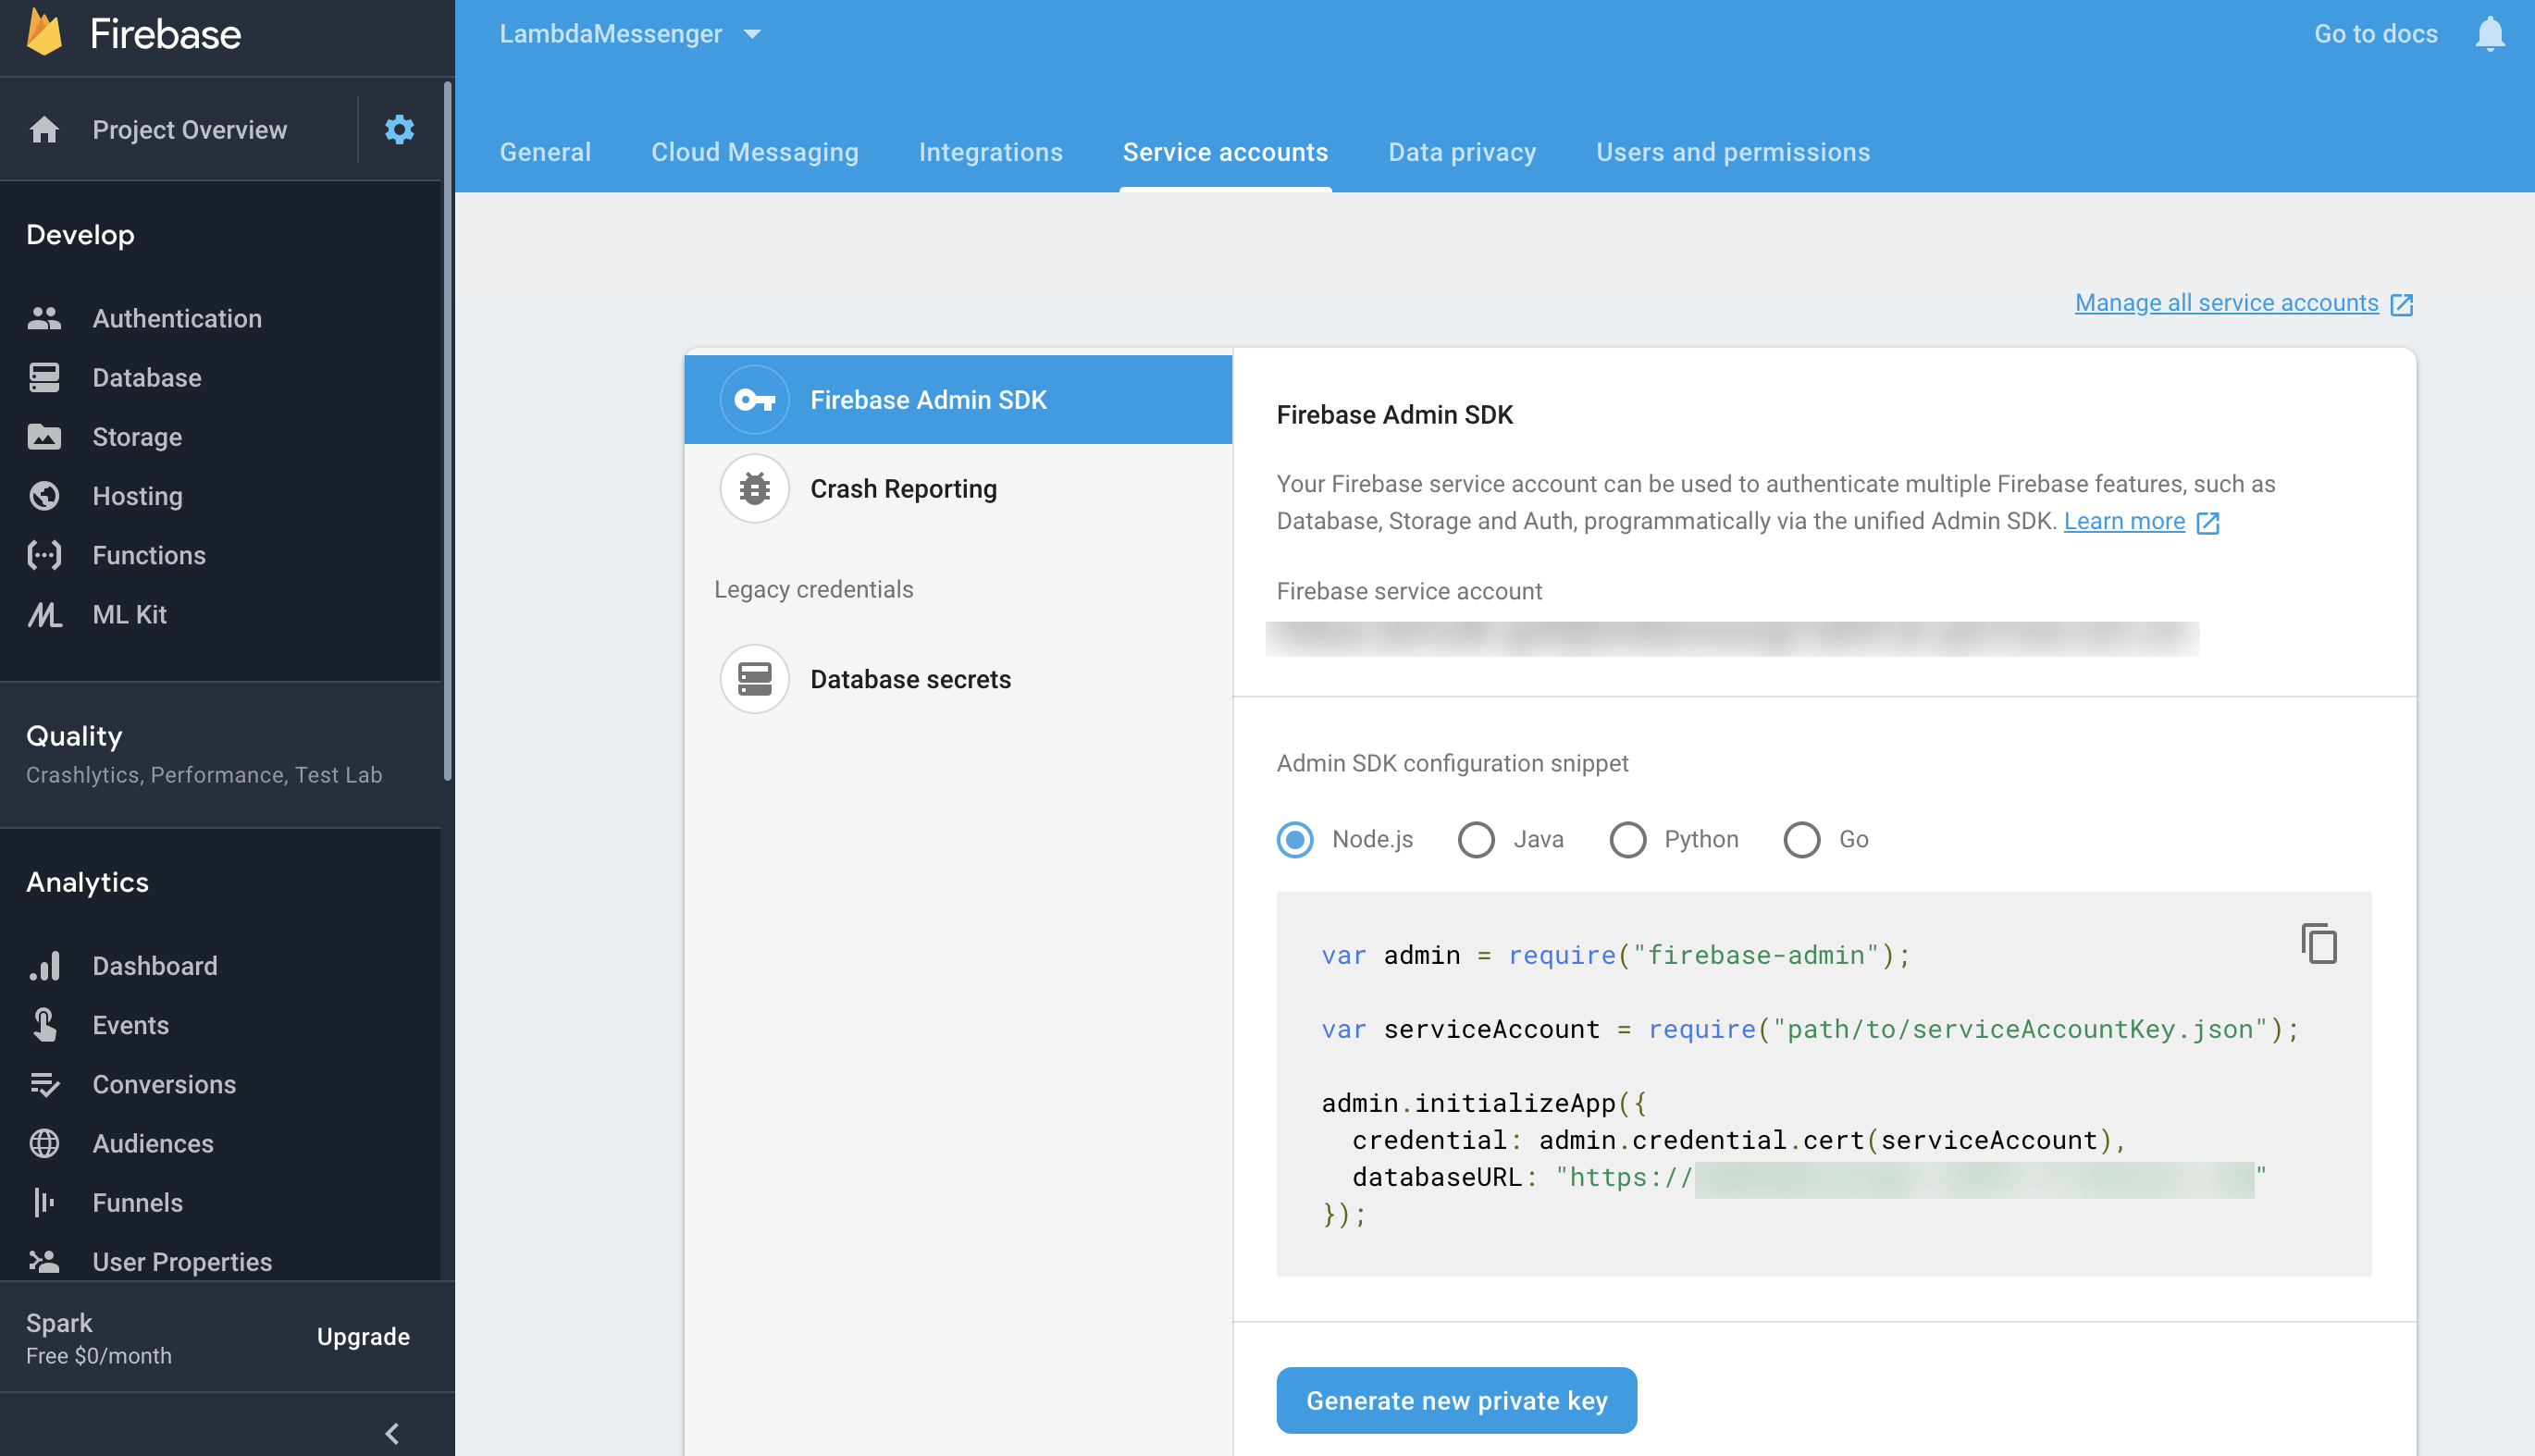 Firebase
Project Overview
Develop
Authentication
Database
Storage
Hosting
Functions
ML Kit
Quality
Crashlytics, Performance, Test Lab
Analytics
Dashboard
Events
Conversions
Audiences
Funnels
User Properties
Spark
Free $0/month
Upgrade
LambdaMessenger
Go to docs
General
Cloud Messaging
Integrations
Service accounts
Data privacy
Users and permissions
Manage all service accounts
Firebase Admin SDK
Crash Reporting
Legacy credentials
Database secrets
Firebase Admin SDK
Your Firebase service account can be used to authenticate multiple Firebase features, such as
Database, Storage and Auth, programmatically via the unified Admin SDK. Learn more
Firebase service account
Admin SDK configuration snippet
Node.js
Java
Python
Go
var admin = require("firebase-admin");
var serviceAccount = require("path/to/serviceAccountKey.json");
admin.initializeApp({
credential: admin.credential.cert(serviceAccount),
databaseURL: "https://"
});
Generate new private key